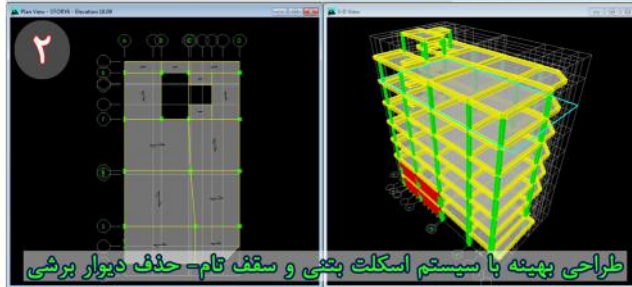 Plan View - STORY6 - Elevation 18.00
3-D View
۲
طراحی بهینه با سیستم اسکلت بتنی و سقف تام- حذف دیوار برشی